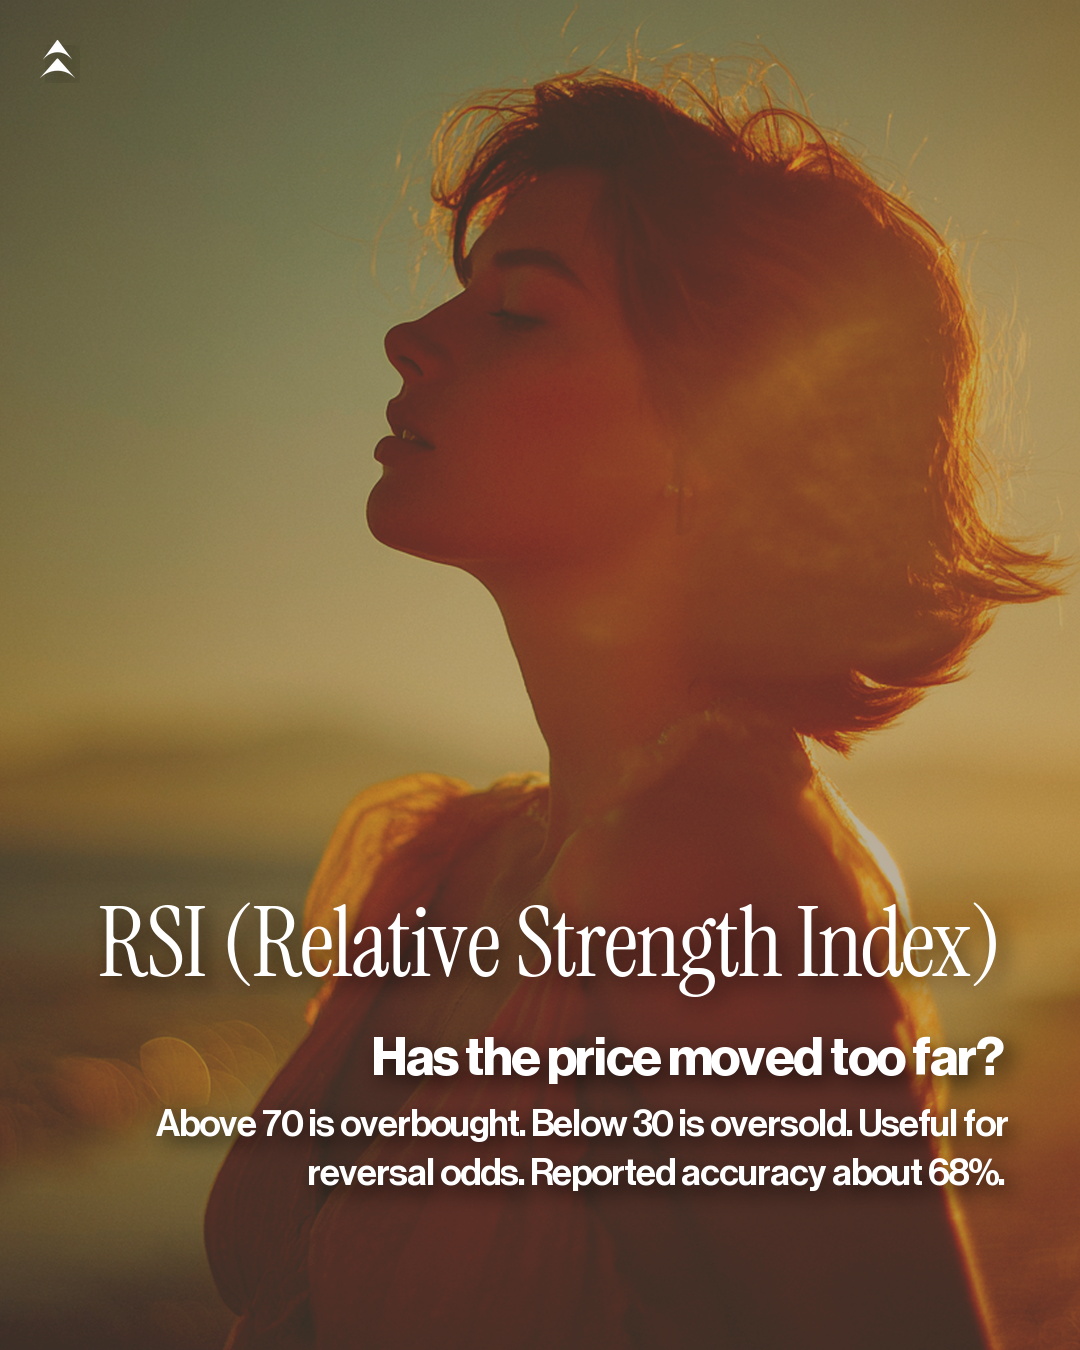 RSI (Relative Strength Index)
Has the price moved too far?
Above 70 is overbought. Below 30 is oversold. Useful for
reversal odds. Reported accuracy about 68%.